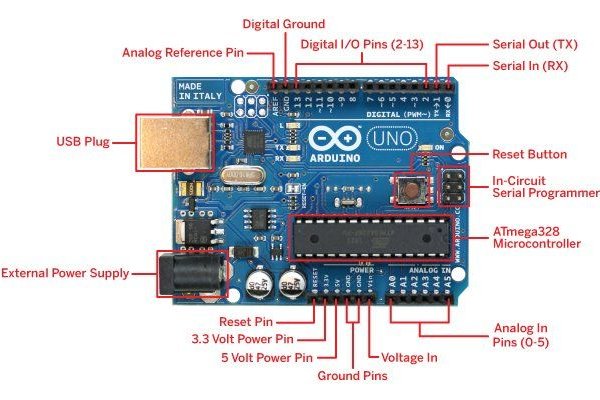 Digital Ground
Analog Reference Pin
Digital I/O Pins (2-13)
Serial Out (TX)
Serial In (RX)
MADE
IN ITALY
AREF
GND
13
12
~11
~10
~9
8
7
~6
~5
4
~3
2
TX→1
RX←0
DIGITAL (PWM~)
USB Plug
TX
RX
ARDUINO
UNO
ON
Reset Button
In-Circuit
Serial Programmer
ATmega328
Microcontroller
WWW.ARDUINO.CC
External Power Supply
POWER
ANALOG IN
RESET
3.3V
5V
GND
GND
Vin
A0
A1
A2
A3
A4
A5
Reset Pin
3.3 Volt Power Pin
5 Volt Power Pin
Ground Pins
Voltage In
Analog In
Pins (0-5)